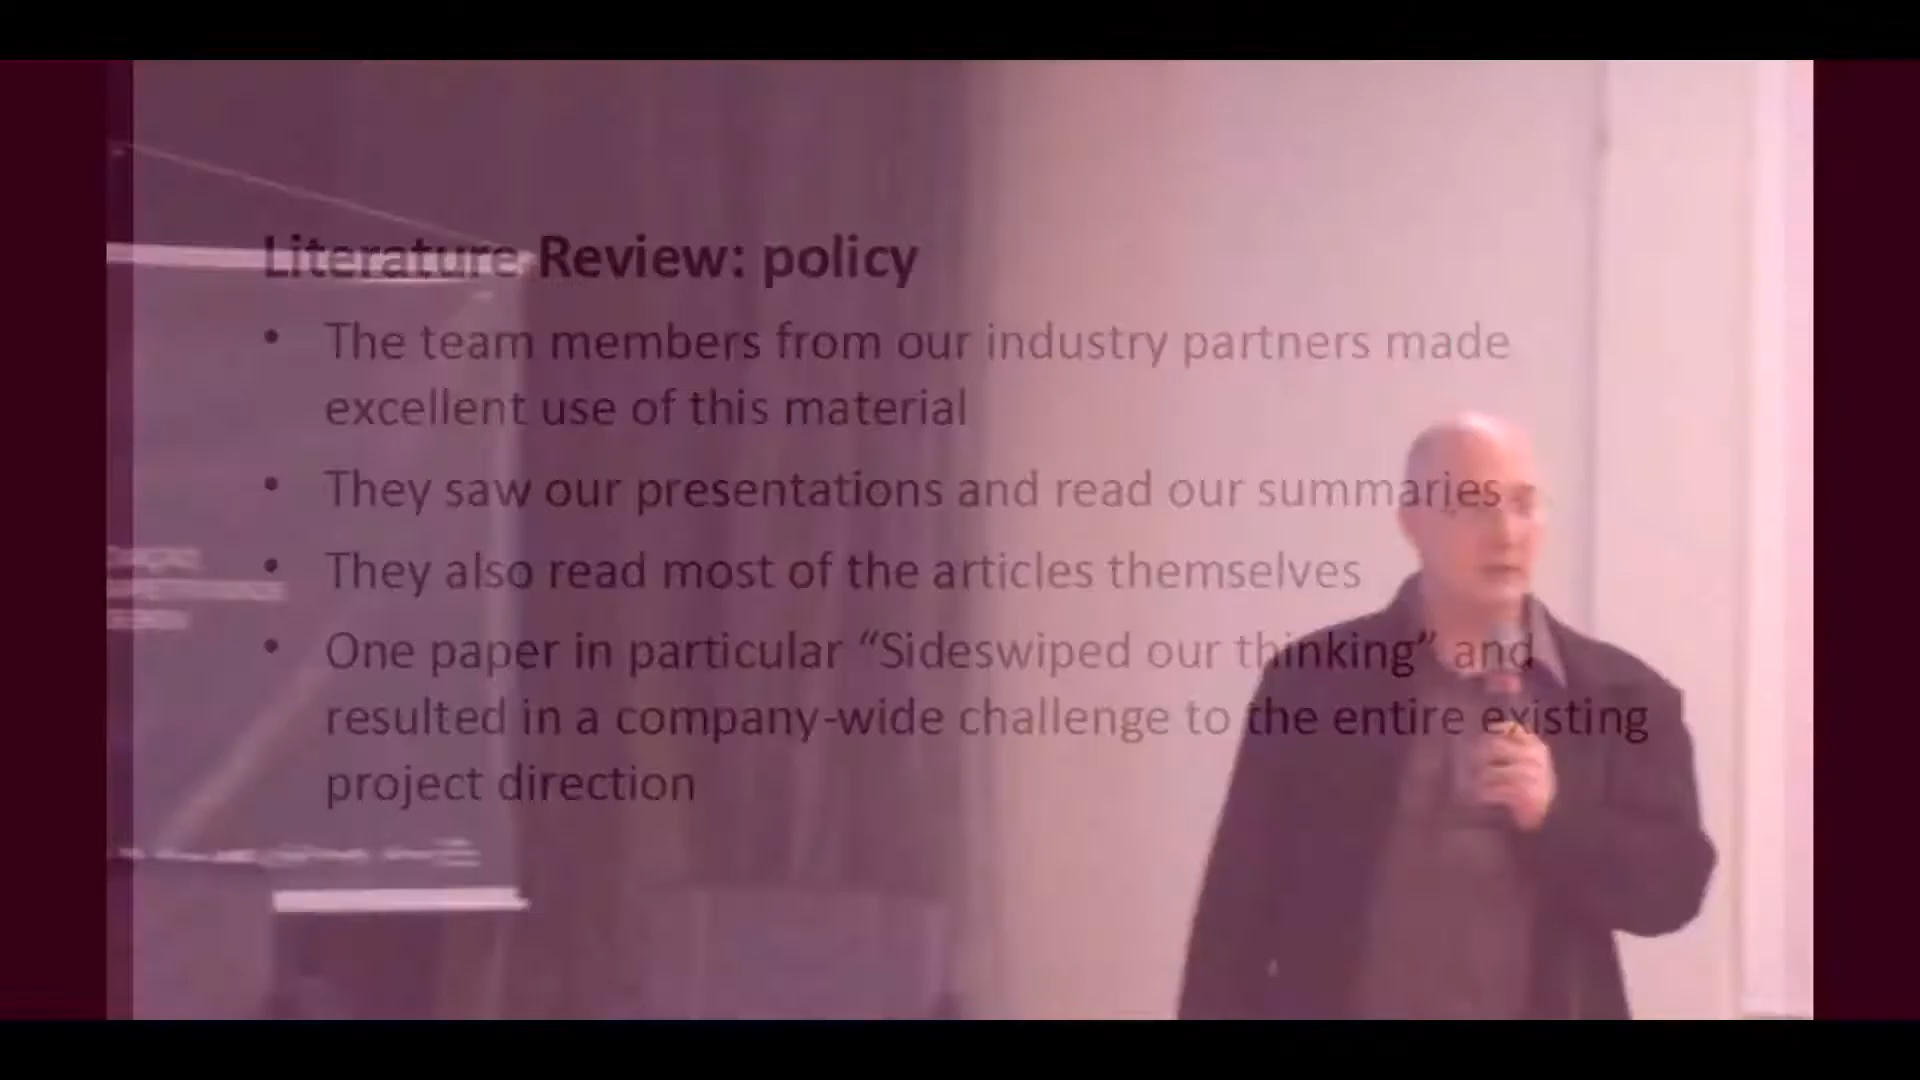 Literature Review: policy
• The team members from our industry partners made
excellent use of this material
• They saw our presentations and read our summaries
• They also read most of the articles themselves
• One paper in particular “Sideswiped our thinking” and
resulted in a company-wide challenge to the entire existing
project direction